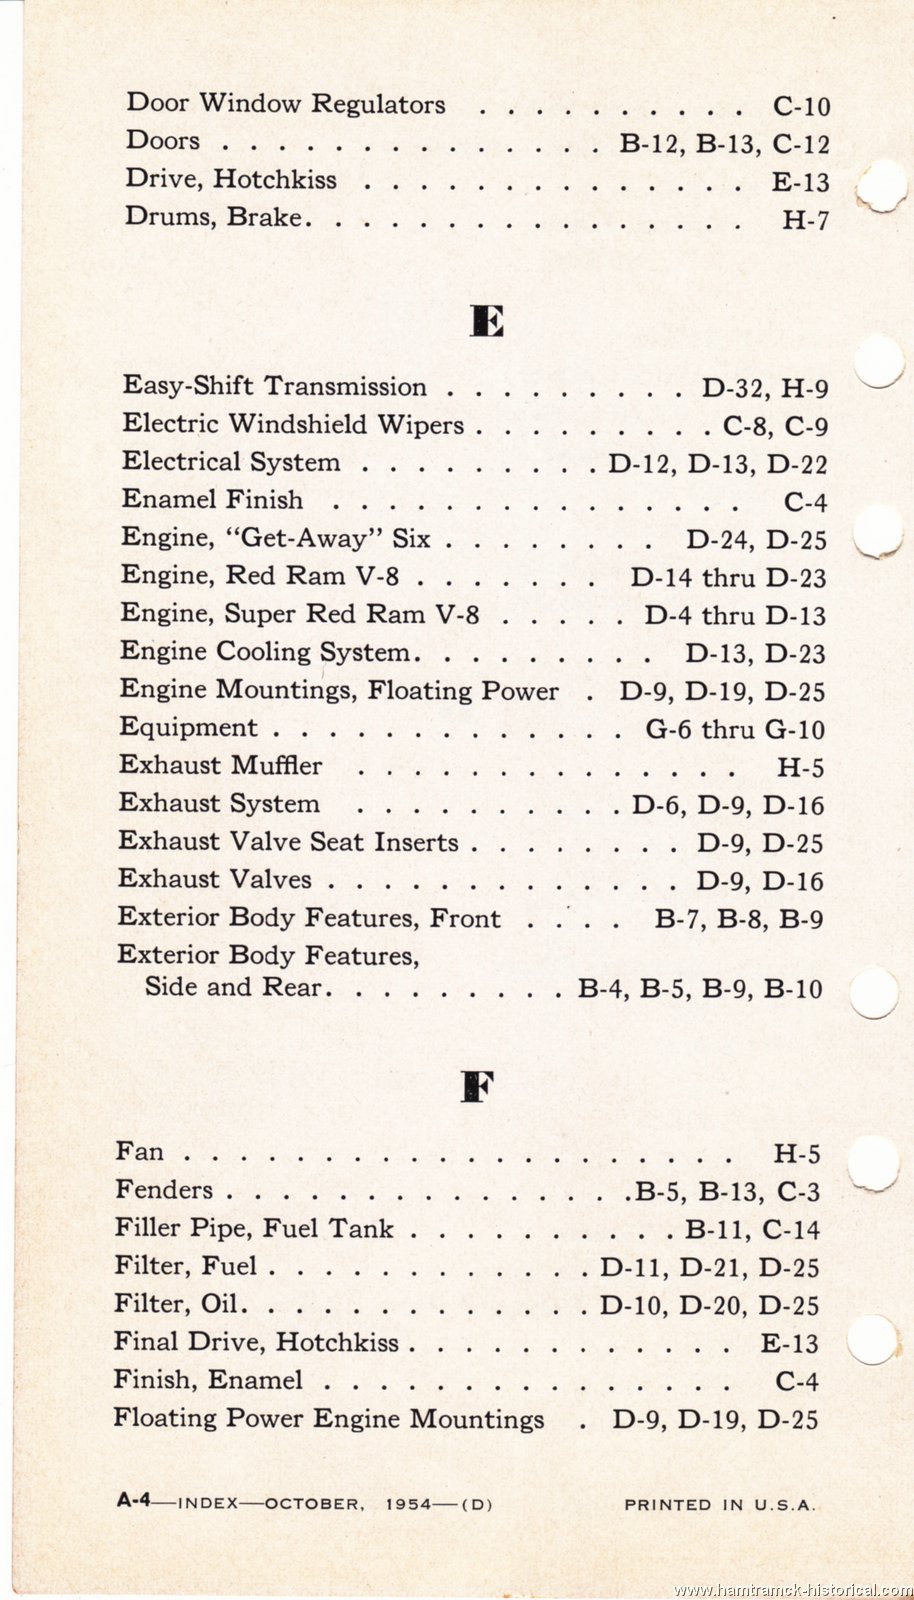 Door Window Regulators . . . . . . . . . . C-10
Doors . . . . . . . . . . . . . . B-12, B-13, C-12
Drive, Hotchkiss . . . . . . . . . . . . . . E-13
Drums, Brake. . . . . . . . . . . . . . . . H-7
E
Easy-Shift Transmission . . . . . . . . . D-32, H-9
Electric Windshield Wipers . . . . . . . . . C-8, C-9
Electrical System . . . . . . . . . D-12, D-13, D-22
Enamel Finish . . . . . . . . . . . . . . . C-4
Engine, “Get-Away” Six . . . . . . . . D-24, D-25
Engine, Red Ram V-8 . . . . . . . D-14 thru D-23
Engine, Super Red Ram V-8 . . . . . D-4 thru D-13
Engine Cooling System. . . . . . . . . D-13, D-23
Engine Mountings, Floating Power . D-9, D-19, D-25
Equipment . . . . . . . . . . . . . G-6 thru G-10
Exhaust Muffler . . . . . . . . . . . . . . H-5
Exhaust System . . . . . . . . . . D-6, D-9, D-16
Exhaust Valve Seat Inserts . . . . . . . . D-9, D-25
Exhaust Valves . . . . . . . . . . . . . D-9, D-16
Exterior Body Features, Front . . . . B-7, B-8, B-9
Exterior Body Features,
Side and Rear. . . . . . . . . B-4, B-5, B-9, B-10
F
Fan . . . . . . . . . . . . . . . . . . . . H-5
Fenders . . . . . . . . . . . . . . .B-5, B-13, C-3
Filler Pipe, Fuel Tank . . . . . . . . . . B-11, C-14
Filter, Fuel . . . . . . . . . . . . D-11, D-21, D-25
Filter, Oil. . . . . . . . . . . . . D-10, D-20, D-25
Final Drive, Hotchkiss . . . . . . . . . . . . E-13
Finish, Enamel . . . . . . . . . . . . . . . C-4
Floating Power Engine Mountings . D-9, D-19, D-25
A-4—INDEX—OCTOBER, 1954—(D) PRINTED IN U.S.A.
www.hamtramck-historical.com